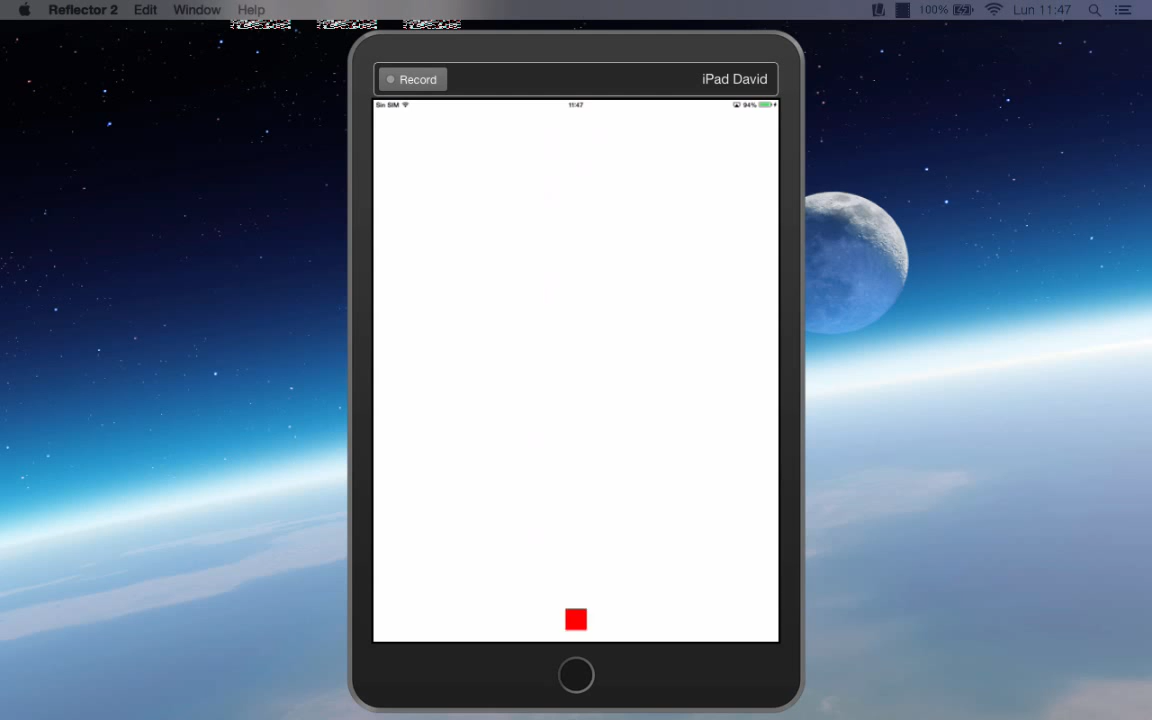 Reflector 2 Edit Window Help 100% Lun 11:47
Record iPad David
Sin SIM 11:47 94%